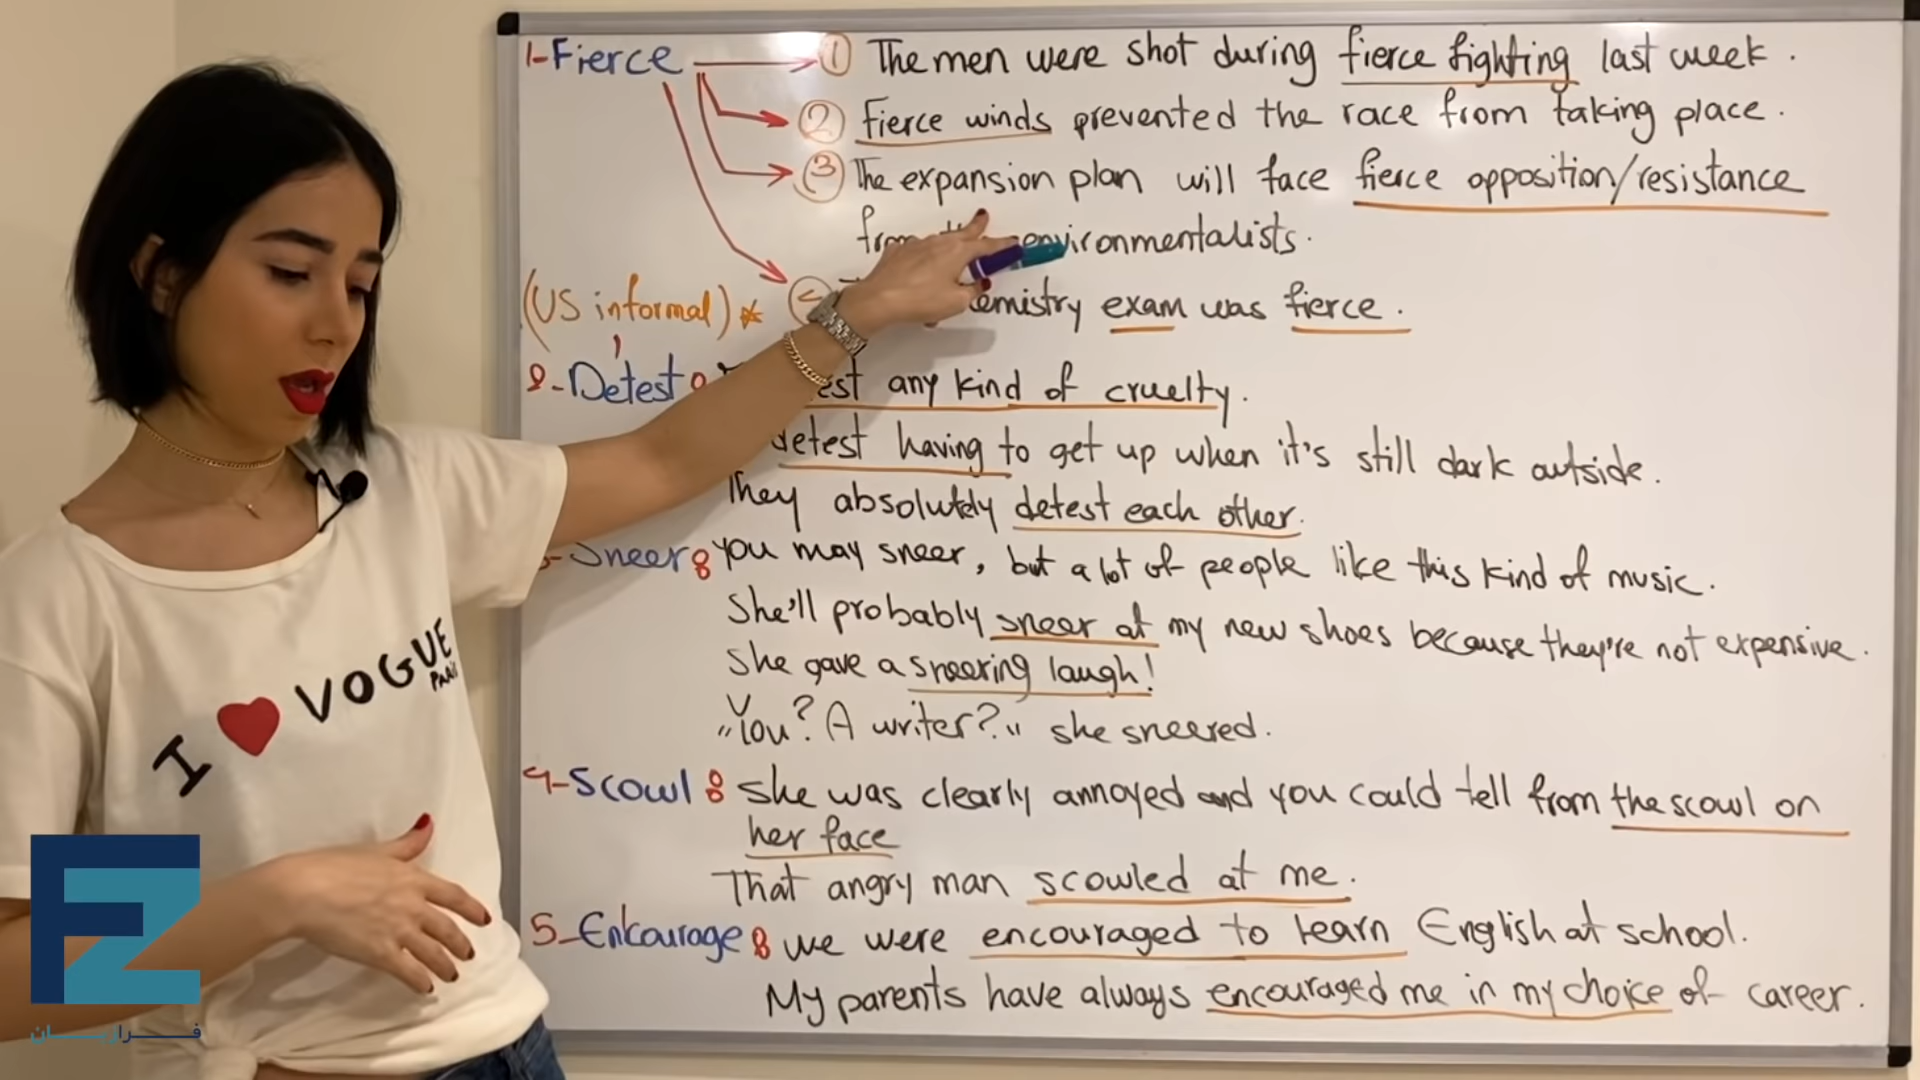 1-Fierce ① The men were shot during fierce fighting last week.
② Fierce winds prevented the race from taking place.
③ The expansion plan will face fierce opposition/resistance
from environmentalists.
(US informal)* exam was fierce.
2-Detest: any kind of cruelty.
detest having to get up when it's still dark outside.
They absolutely detest each other.
Sneer: You may sneer, but a lot of people like this kind of music.
She'll probably sneer at my new shoes because they're not expensive.
She gave a sneering laugh!
"You? A writer?" she sneered.
4-Scowl: She was clearly annoyed and you could tell from the scowl on
her face
That angry man scowled at me.
5-Encourage: We were encouraged to learn English at school.
My parents have always encouraged me in my choice of career.
I ❤ VOGUE
PARIS
FZ
فرازبان